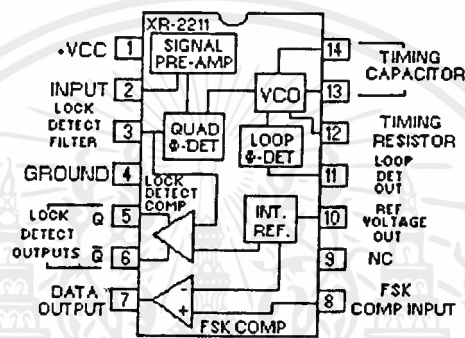 XR-2211
+VCC 1
INPUT 2
LOCK
DETECT
FILTER 3
GROUND 4
LOCK
DETECT
OUTPUTS
Q 5
Q̅ 6
DATA
OUTPUT 7
SIGNAL
PRE-AMP
VCO
QUAD
Φ-DET
LOOP
Φ-DET
LOCK
DETECT
COMP
INT.
REF.
-
+
FSK COMP
14 TIMING
CAPACITOR
13
12 TIMING
RESISTOR
11 LOOP
DET
OUT
10 REF
VOLTAGE
OUT
9 NC
8 FSK
COMP INPUT